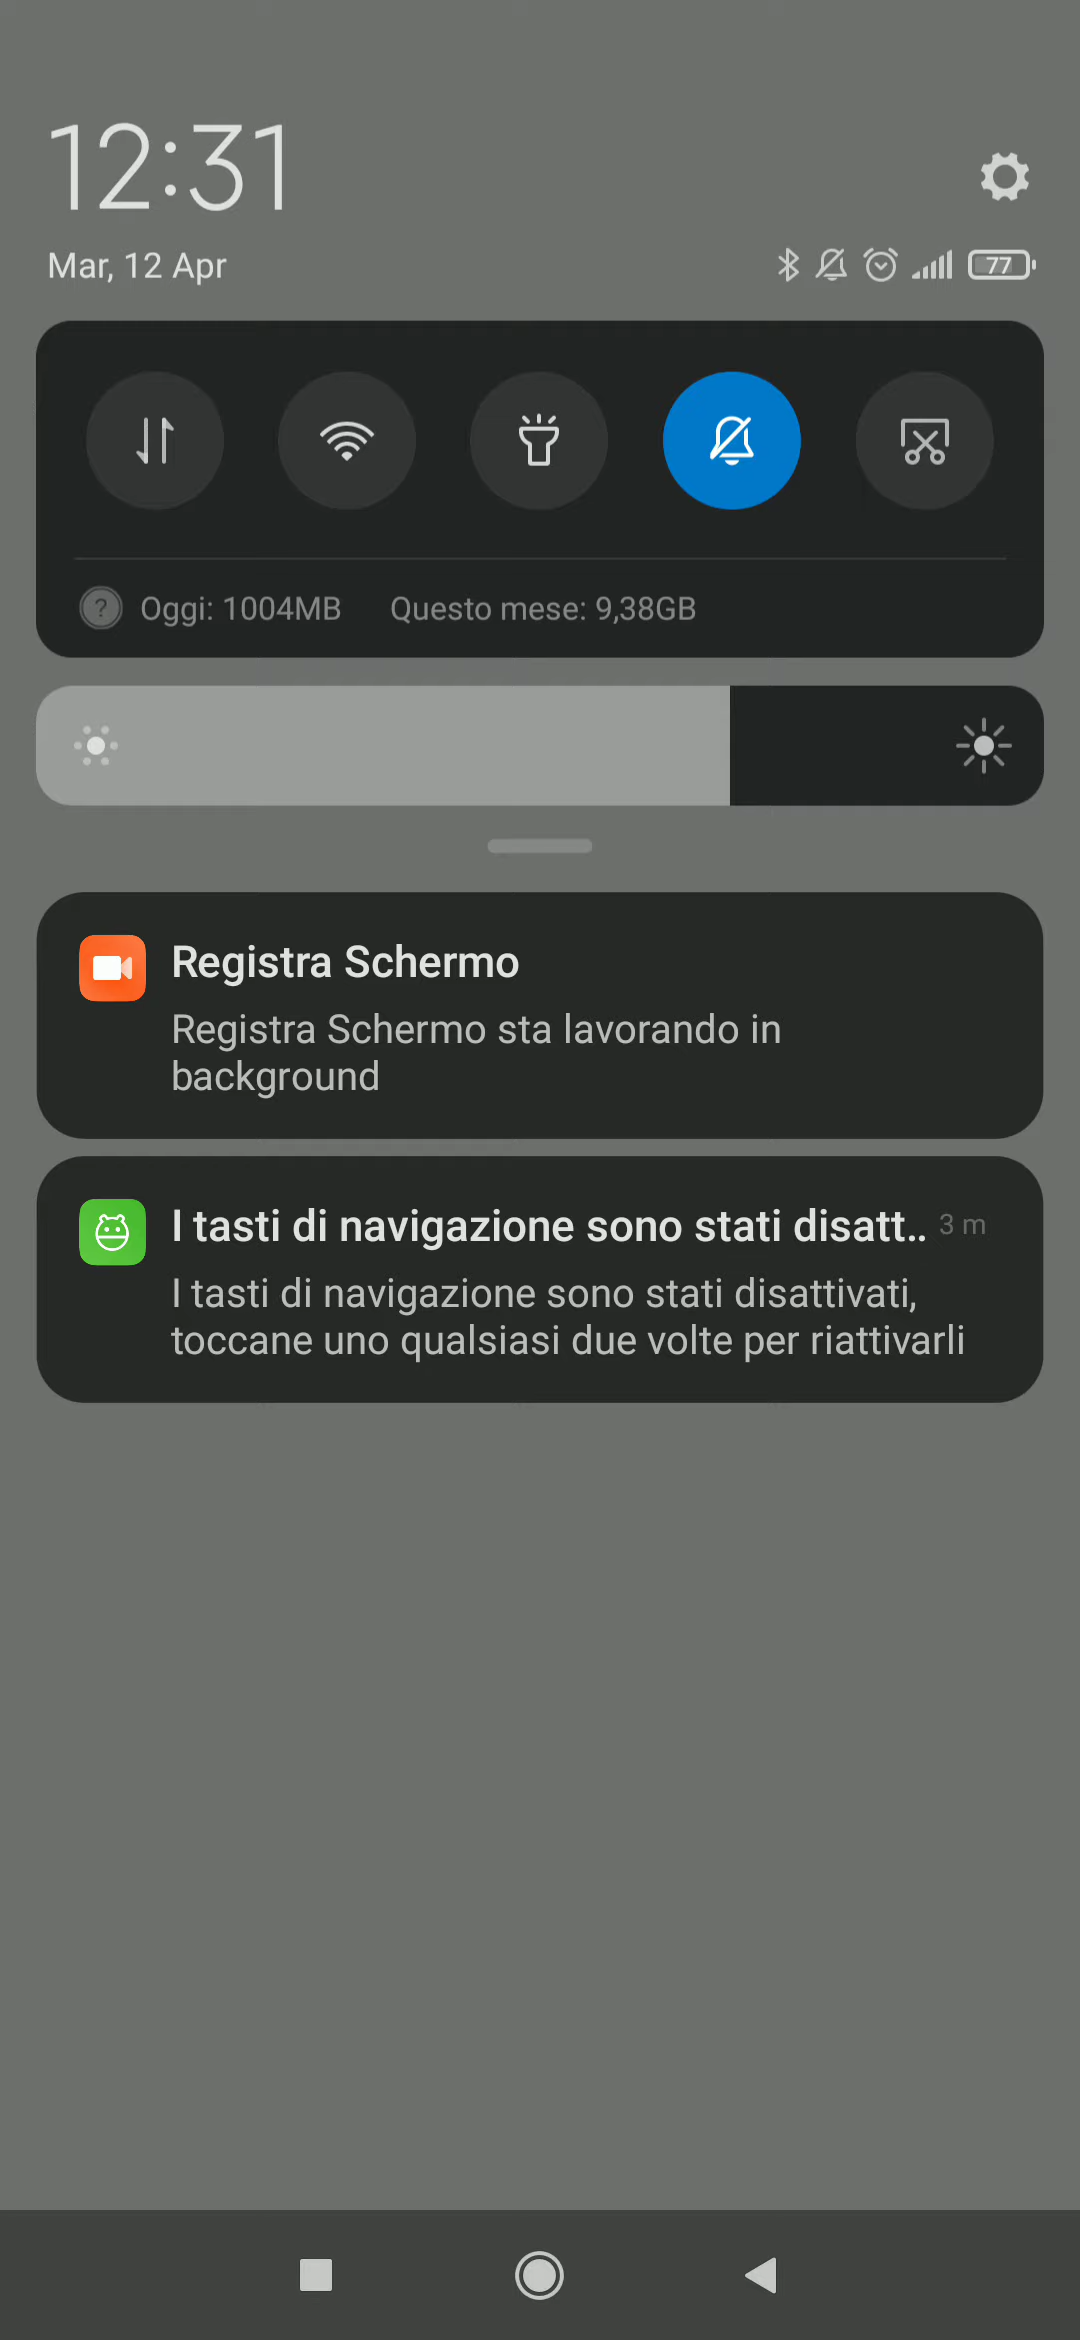 12:31
Mar, 12 Apr
77
Oggi: 1004MB Questo mese: 9,38GB
Registra Schermo
Registra Schermo sta lavorando in
background
I tasti di navigazione sono stati disatt.. 3 m
I tasti di navigazione sono stati disattivati,
toccane uno qualsiasi due volte per riattivarli